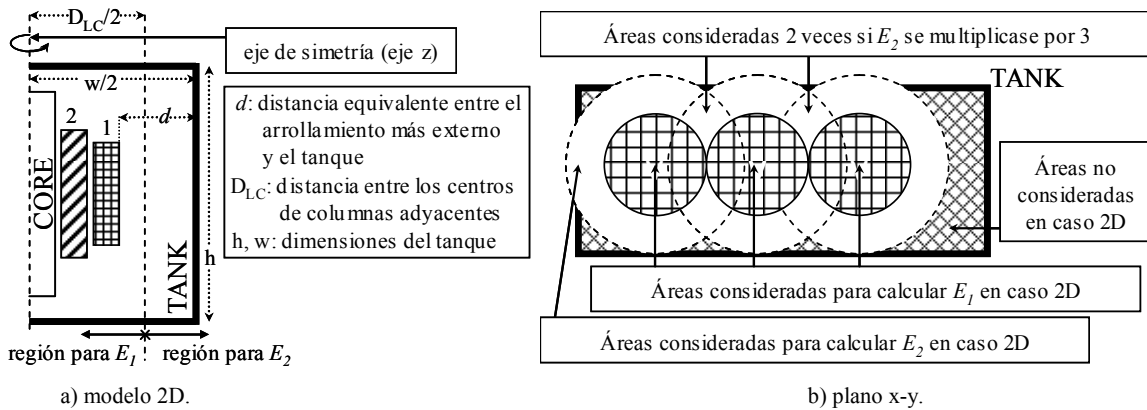 D_LC/2
eje de simetría (eje z)
w/2
d: distancia equivalente entre el
arrollamiento más externo
y el tanque
D_LC: distancia entre los centros
de columnas adyacentes
h, w: dimensiones del tanque
2
1
d
CORE
TANK
h
región para E_1
región para E_2
a) modelo 2D.
Áreas consideradas 2 veces si E_2 se multiplicase por 3
TANK
Áreas no
consideradas
en caso 2D
Áreas consideradas para calcular E_1 en caso 2D
Áreas consideradas para calcular E_2 en caso 2D
b) plano x-y.